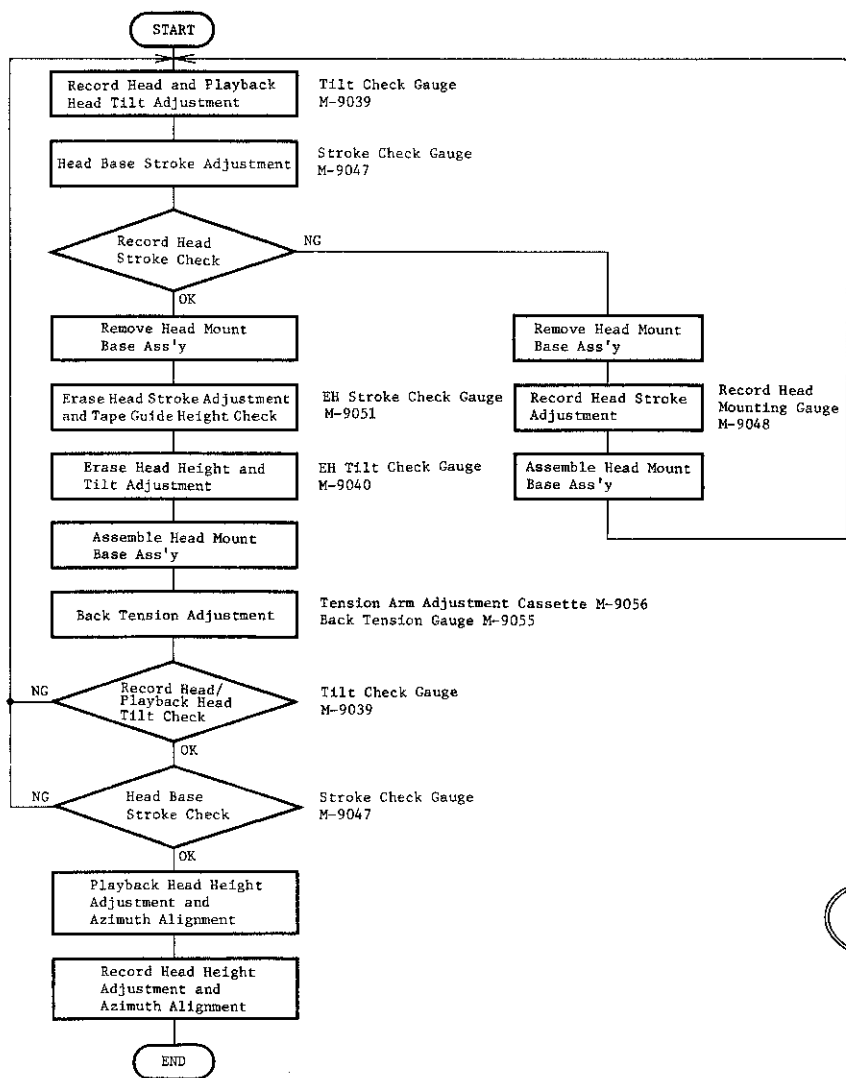 START
Record Head and Playback
Head Tilt Adjustment
Tilt Check Gauge
M-9039
Head Base Stroke Adjustment
Stroke Check Gauge
M-9047
Record Head
Stroke Check
NG
OK
Remove Head Mount
Base Ass'y
Remove Head Mount
Base Ass'y
Erase Head Stroke Adjustment
and Tape Guide Height Check
EH Stroke Check Gauge
M-9051
Record Head Stroke
Adjustment
Record Head
Mounting Gauge
M-9048
Erase Head Height and
Tilt Adjustment
EH Tilt Check Gauge
M-9040
Assemble Head Mount
Base Ass'y
Assemble Head Mount
Base Ass'y
Back Tension Adjustment
Tension Arm Adjustment Cassette M-9056
Back Tension Gauge M-9055
NG
Record Head/
Playback Head
Tilt Check
Tilt Check Gauge
M-9039
OK
NG
Head Base
Stroke Check
Stroke Check Gauge
M-9047
OK
Playback Head Height
Adjustment and
Azimuth Alignment
Record Head Height
Adjustment and
Azimuth Alignment
END